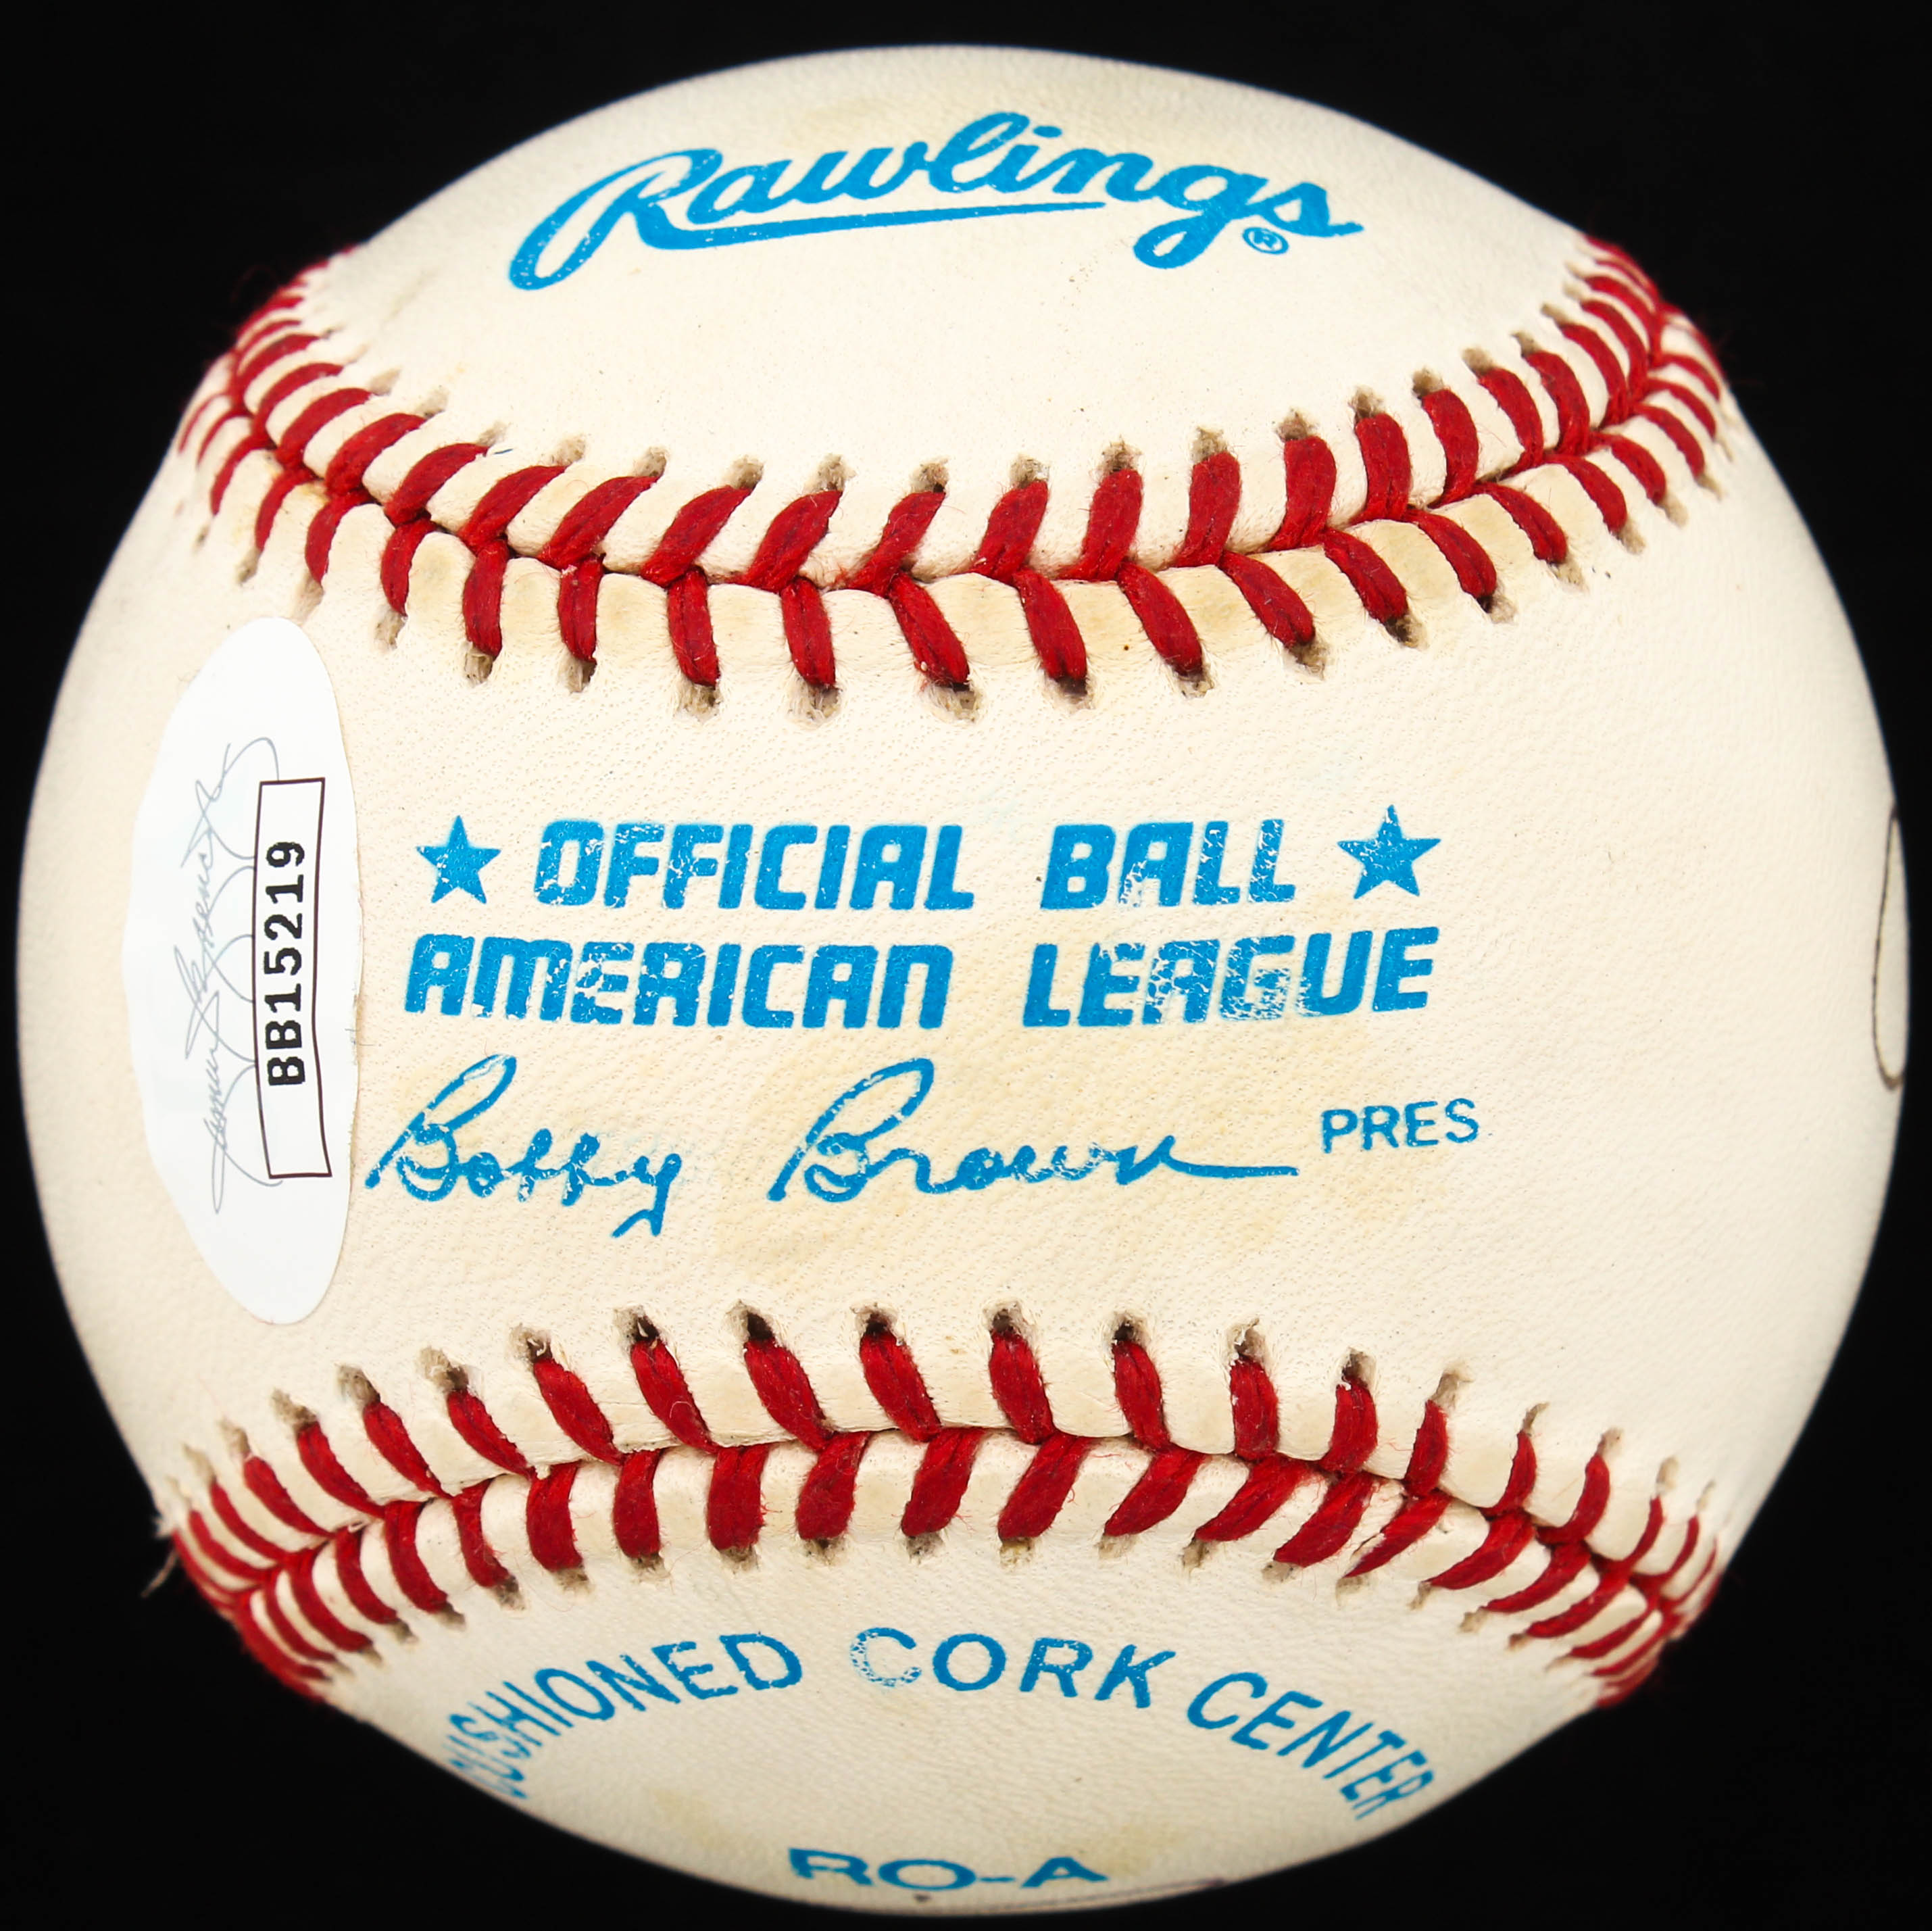 Rawlings®
★ OFFICIAL BALL ★
AMERICAN LEAGUE
Bobby Brown PRES
BB15219
CUSHIONED CORK CENTER
RO-A